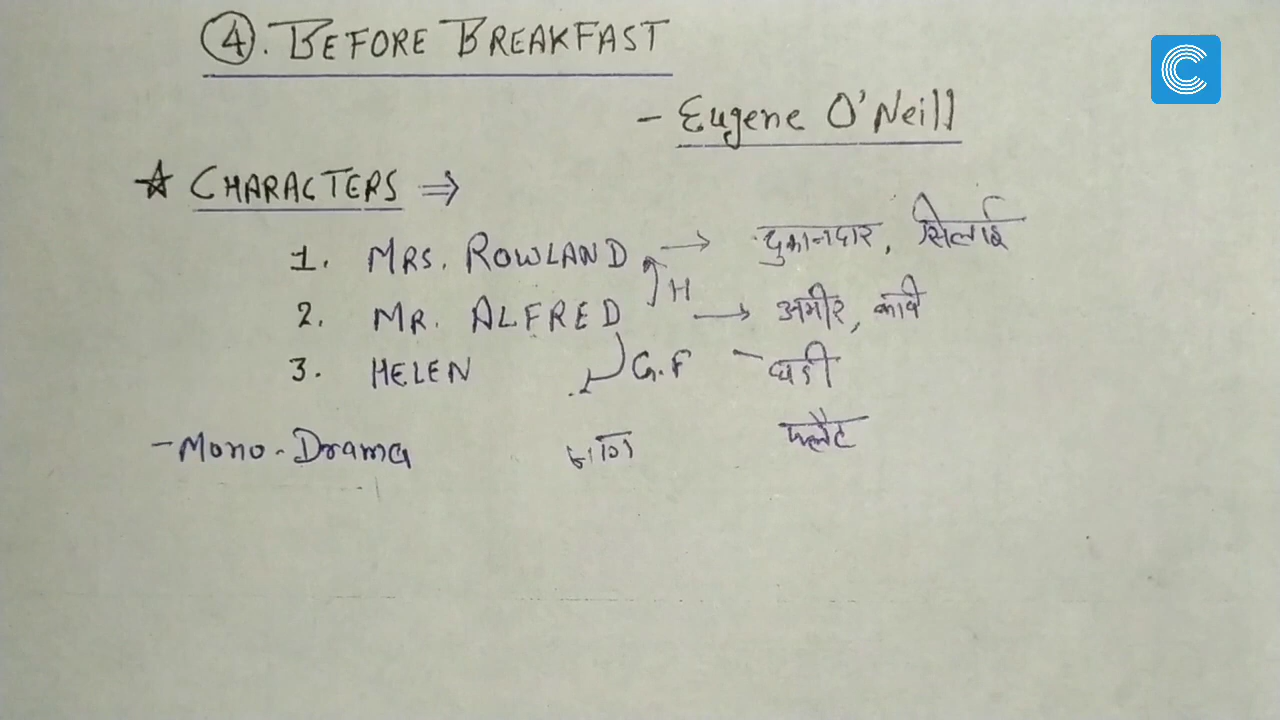 4. BEFORE BREAKFAST
- Eugene O'Neill
☆ CHARACTERS ⇒
1. MRS. ROWLAND → दुकानदार, सिलाई
H
2. MR. ALFRED → अमीर, कवि
3. HELEN G.F - घडी
- Mono-Drama फ्लैट